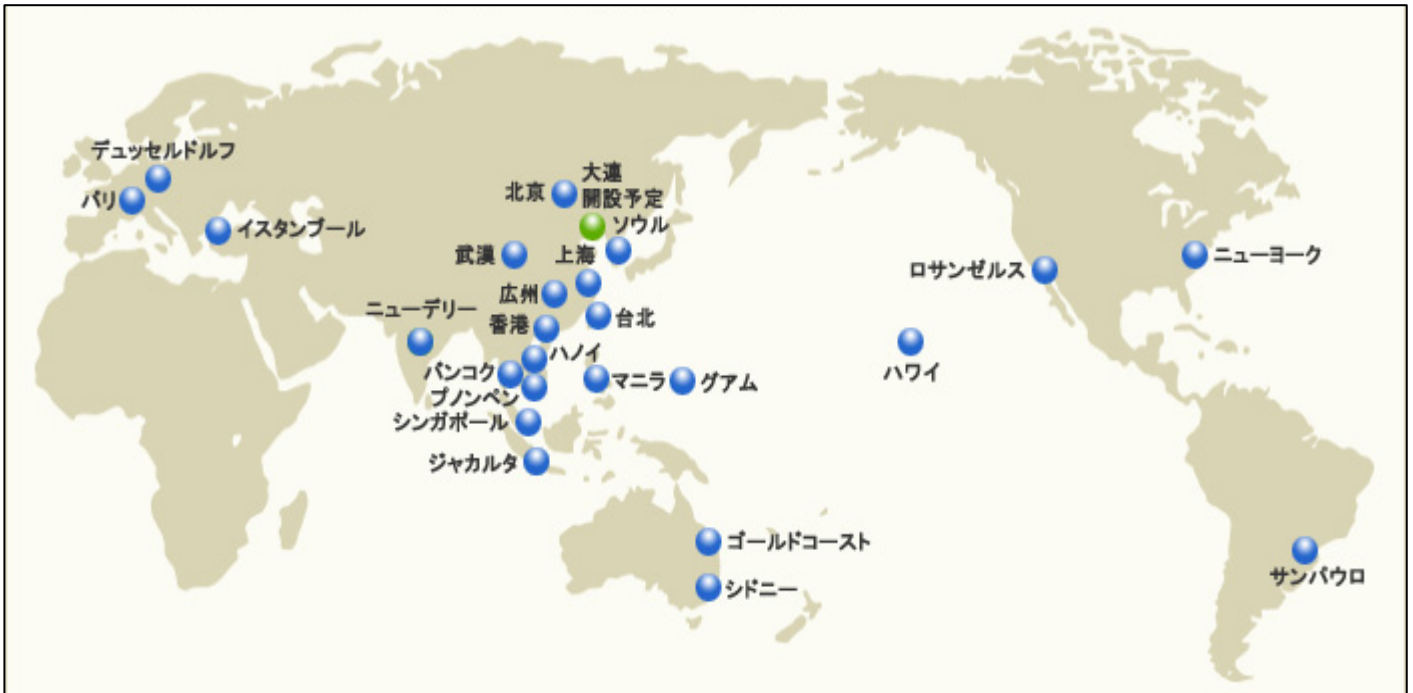 デュッセルドルフ
パリ
イスタンブール
北京
大連
開設予定
ソウル
武漢
上海
広州
ニューデリー
香港
台北
ハノイ
バンコク
プノンペン
マニラ
グアム
シンガポール
ジャカルタ
ゴールドコースト
シドニー
ロサンゼルス
ニューヨーク
ハワイ
サンパウロ